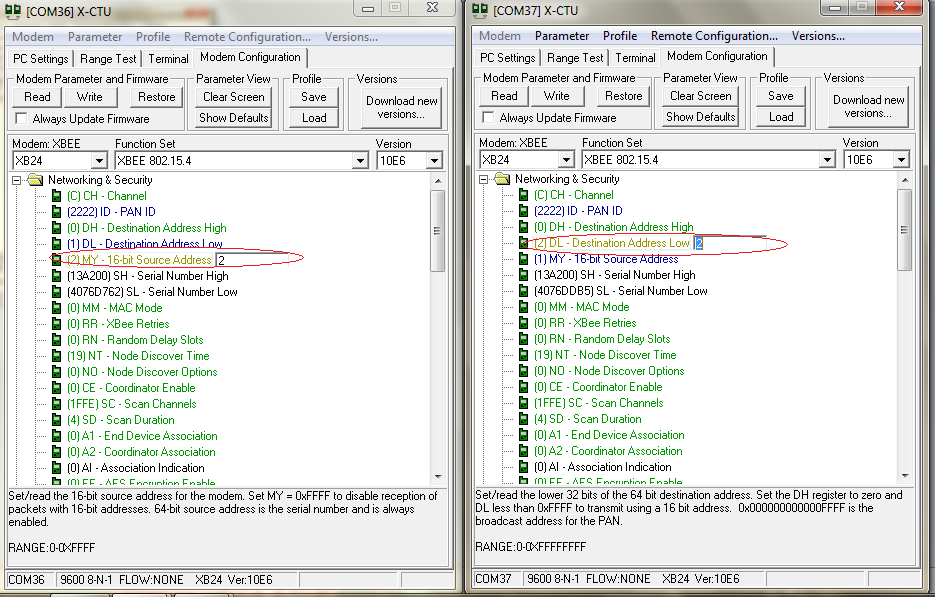 [COM36] X-CTU
Modem Parameter Profile Remote Configuration... Versions...
PC Settings Range Test Terminal Modem Configuration
Modem Parameter and Firmware Parameter View Profile Versions
Read Write Restore Clear Screen Save Download new versions...
Always Update Firmware Show Defaults Load
Modem: XBEE Function Set Version
XB24 XBEE 802.15.4 10E6
Networking & Security
(C) CH - Channel
(2222) ID - PAN ID
(0) DH - Destination Address High
(1) DL - Destination Address Low
(2) MY - 16-bit Source Address 2
(13A200) SH - Serial Number High
(4076D762) SL - Serial Number Low
(0) MM - MAC Mode
(0) RR - XBee Retries
(0) RN - Random Delay Slots
(19) NT - Node Discover Time
(0) NO - Node Discover Options
(0) CE - Coordinator Enable
(1FFE) SC - Scan Channels
(4) SD - Scan Duration
(0) A1 - End Device Association
(0) A2 - Coordinator Association
(0) AI - Association Indication
(0) EE - AES Encryption Enable
Set/read the 16-bit source address for the modem. Set MY = 0xFFFF to disable reception of
packets with 16-bit addresses. 64-bit source address is the serial number and is always
enabled.
RANGE:0-0XFFFF
COM36 9600 8-N-1 FLOW:NONE XB24 Ver:10E6
[COM37] X-CTU
Modem Parameter Profile Remote Configuration... Versions...
PC Settings Range Test Terminal Modem Configuration
Modem Parameter and Firmware Parameter View Profile Versions
Read Write Restore Clear Screen Save Download new versions...
Always Update Firmware Show Defaults Load
Modem: XBEE Function Set Version
XB24 XBEE 802.15.4 10E6
Networking & Security
(C) CH - Channel
(2222) ID - PAN ID
(0) DH - Destination Address High
(2) DL - Destination Address Low 2
(1) MY - 16-bit Source Address
(13A200) SH - Serial Number High
(4076DDB5) SL - Serial Number Low
(0) MM - MAC Mode
(0) RR - XBee Retries
(0) RN - Random Delay Slots
(19) NT - Node Discover Time
(0) NO - Node Discover Options
(0) CE - Coordinator Enable
(1FFE) SC - Scan Channels
(4) SD - Scan Duration
(0) A1 - End Device Association
(0) A2 - Coordinator Association
(0) AI - Association Indication
(0) EE - AES Encryption Enable
Set/read the lower 32 bits of the 64 bit destination address. Set the DH register to zero and
DL less than 0xFFFF to transmit using a 16 bit address. 0x000000000000FFFF is the
broadcast address for the PAN.
RANGE:0-0XFFFFFFFF
COM37 9600 8-N-1 FLOW:NONE XB24 Ver:10E6